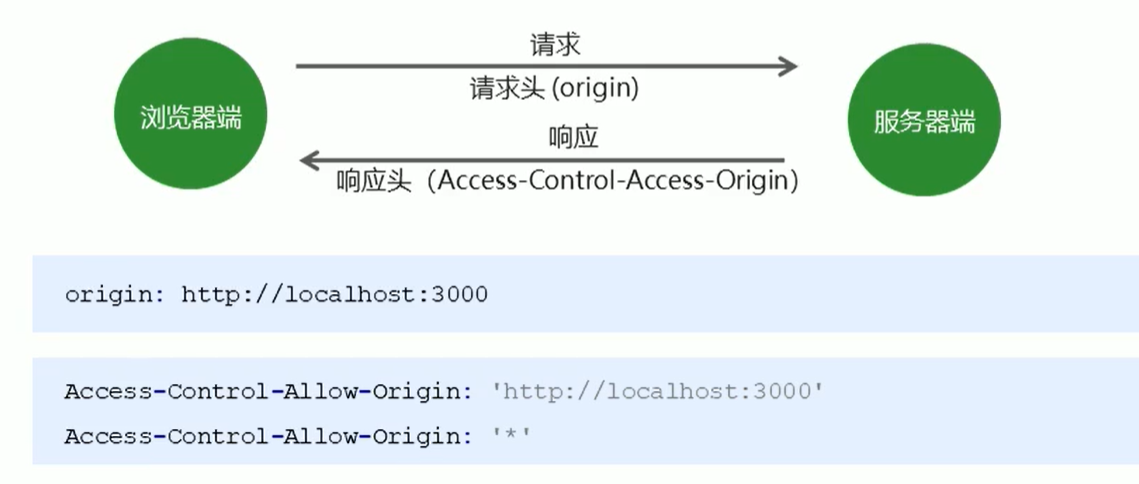 请求
浏览器端
请求头 (origin)
服务器端
响应
响应头（Access-Control-Access-Origin）
origin: http://localhost:3000
Access-Control-Allow-Origin: 'http://localhost:3000'
Access-Control-Allow-Origin: '*'